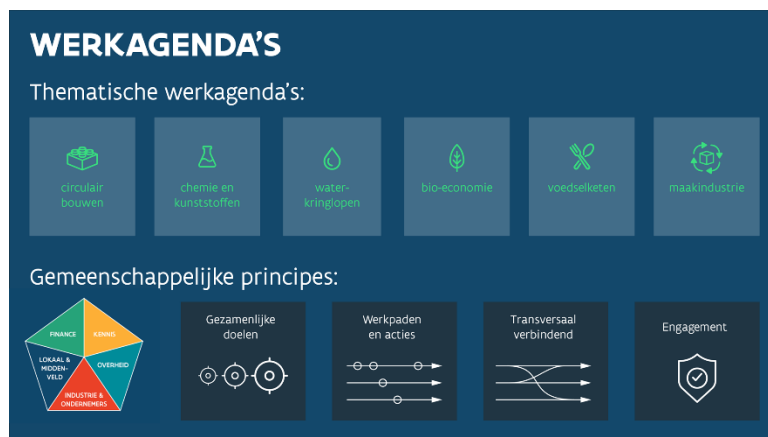 WERKAGENDA'S
Thematische werkagenda's:
circulair
bouwen
chemie en
kunststoffen
water-
kringlopen
bio-economie
voedselketen
maakindustrie
Gemeenschappelijke principes:
FINANCE
KENNIS
LOKAAL &
MIDDEN-
VELD
OVERHEID
INDUSTRIE &
ONDERNEMERS
Gezamenlijke
doelen
Werkpaden
en acties
Transversaal
verbindend
Engagement